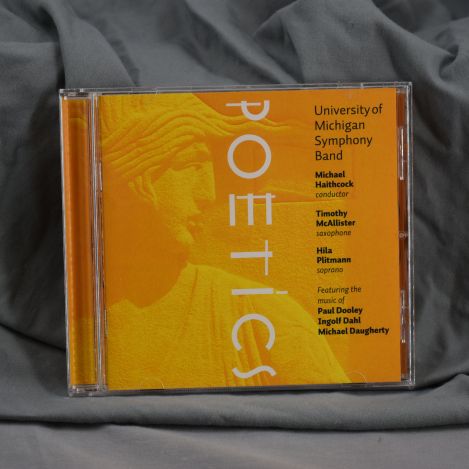 POETICS
University of
Michigan
Symphony
Band
Michael
Haithcock
conductor
Timothy
McAllister
saxophone
Hila
Plitmann
soprano
Featuring the
music of
Paul Dooley
Ingolf Dahl
Michael Daugherty